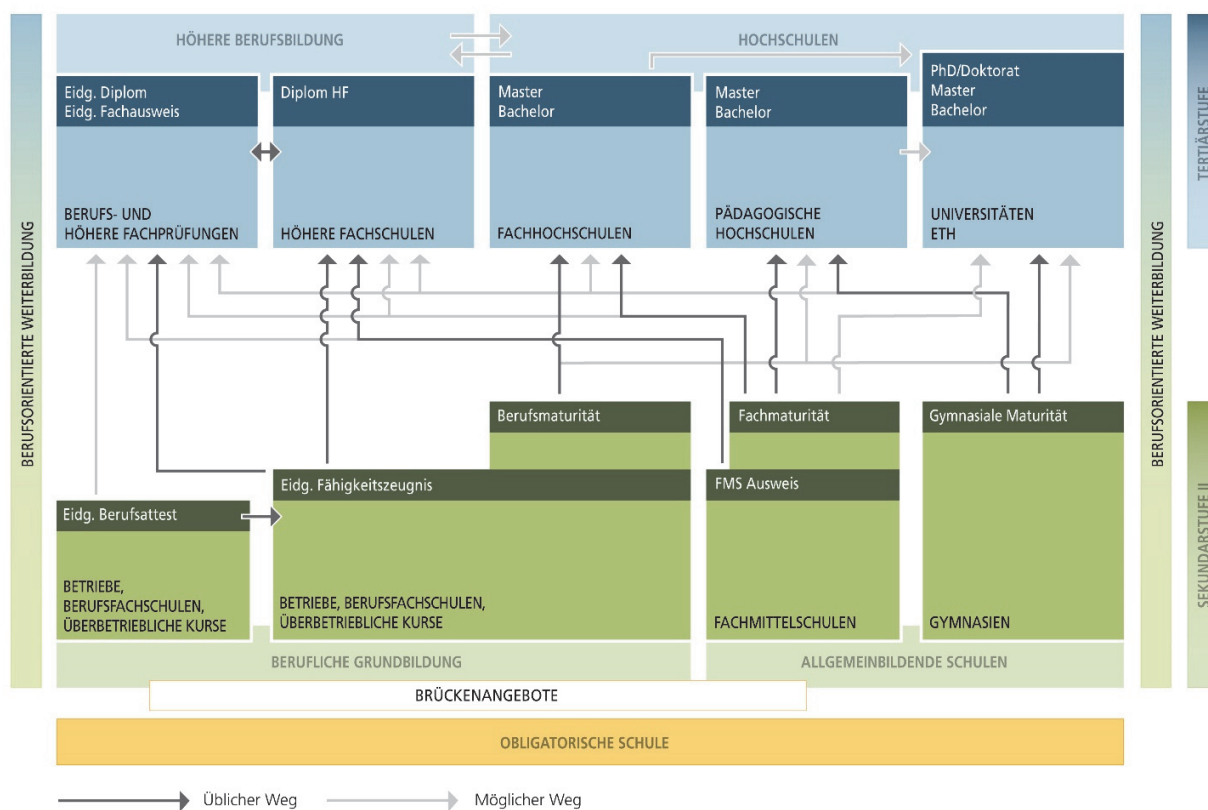 HÖHERE BERUFSBILDUNG
HOCHSCHULEN
Eidg. Diplom
Eidg. Fachausweis
Diplom HF
Master
Bachelor
Master
Bachelor
PhD/Doktorat
Master
Bachelor
BERUFS- UND
HÖHERE FACHPRÜFUNGEN
HÖHERE FACHSCHULEN
FACHHOCHSCHULEN
PÄDAGOGISCHE
HOCHSCHULEN
UNIVERSITÄTEN
ETH
BERUFSORIENTIERTE WEITERBILDUNG
BERUFSORIENTIERTE WEITERBILDUNG
TERTIÄRSTUFE
SEKUNDARSTUFE II
Berufsmaturität
Fachmaturität
Gymnasiale Maturität
Eidg. Fähigkeitszeugnis
FMS Ausweis
Eidg. Berufsattest
BETRIEBE,
BERUFSFACHSCHULEN,
ÜBERBETRIEBLICHE KURSE
BETRIEBE, BERUFSFACHSCHULEN,
ÜBERBETRIEBLICHE KURSE
FACHMITTELSCHULEN
GYMNASIEN
BERUFLICHE GRUNDBILDUNG
ALLGEMEINBILDENDE SCHULEN
BRÜCKENANGEBOTE
OBLIGATORISCHE SCHULE
Üblicher Weg
Möglicher Weg